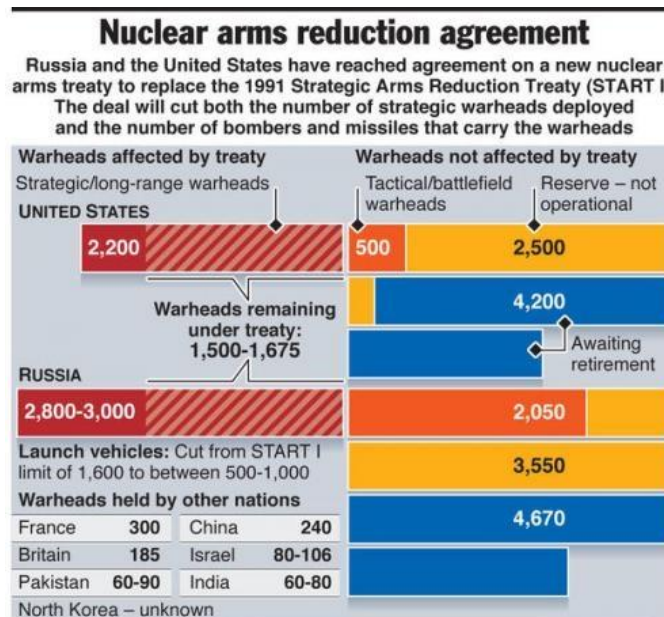 Nuclear arms reduction agreement
Russia and the United States have reached agreement on a new nuclear
arms treaty to replace the 1991 Strategic Arms Reduction Treaty (START I
The deal will cut both the number of strategic warheads deployed
and the number of bombers and missiles that carry the warheads
Warheads affected by treaty
Strategic/long-range warheads
Warheads not affected by treaty
Tactical/battlefield
warheads
Reserve – not
operational
UNITED STATES
2,200
500
2,500
4,200
Warheads remaining
under treaty:
1,500-1,675
Awaiting
retirement
RUSSIA
2,800-3,000
2,050
3,550
4,670
Launch vehicles: Cut from START I
limit of 1,600 to between 500-1,000
Warheads held by other nations
France 300 China 240
Britain 185 Israel 80-106
Pakistan 60-90 India 60-80
North Korea – unknown